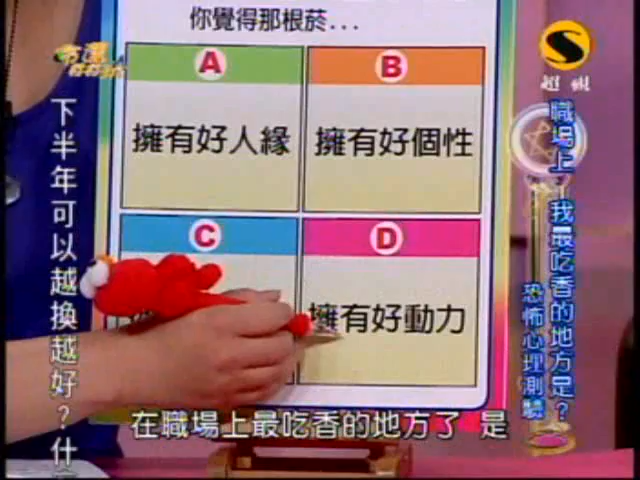 你覺得那根菸...
A
B
擁有好人緣
擁有好個性
C
D
擁有好動力
超視
職場上，我最吃香的地方是？
恐怖心理測驗
下半年可以越換越好？什
在職場上最吃香的地方了 是